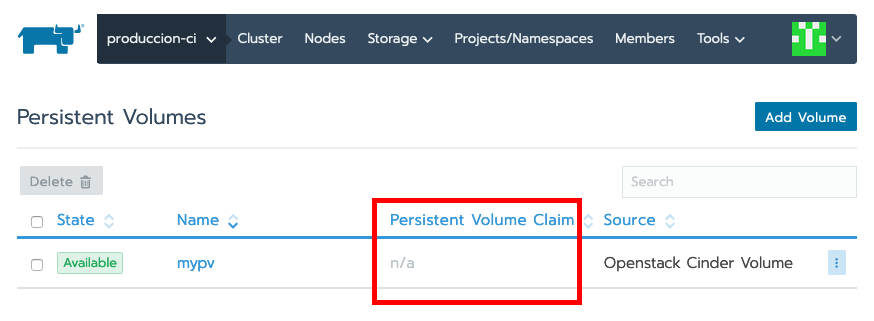 produccion-ci Cluster Nodes Storage Projects/Namespaces Members Tools
Persistent Volumes Add Volume
Delete Search
State Name Persistent Volume Claim Source
Available mypv n/a Openstack Cinder Volume